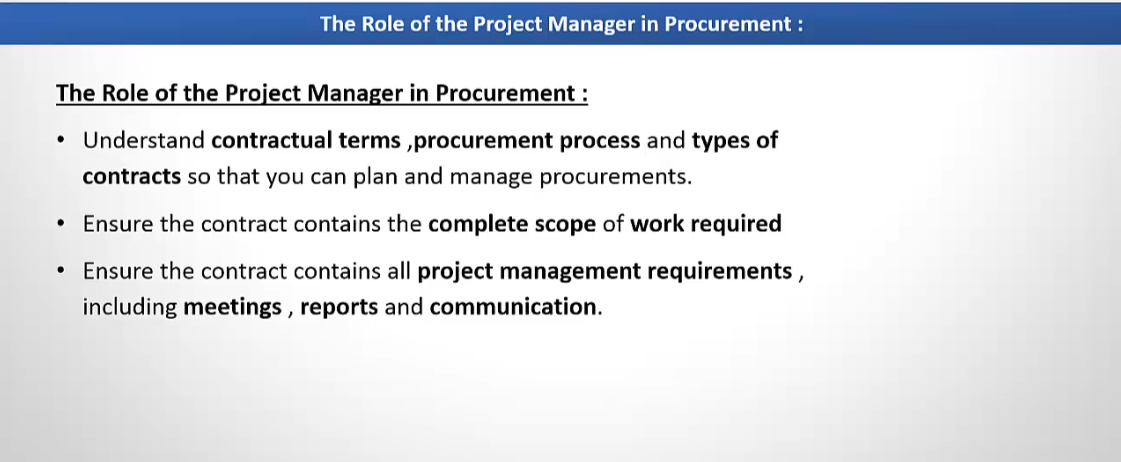 The Role of the Project Manager in Procurement :
The Role of the Project Manager in Procurement :
• Understand contractual terms ,procurement process and types of
contracts so that you can plan and manage procurements.
• Ensure the contract contains the complete scope of work required
• Ensure the contract contains all project management requirements ,
including meetings , reports and communication.